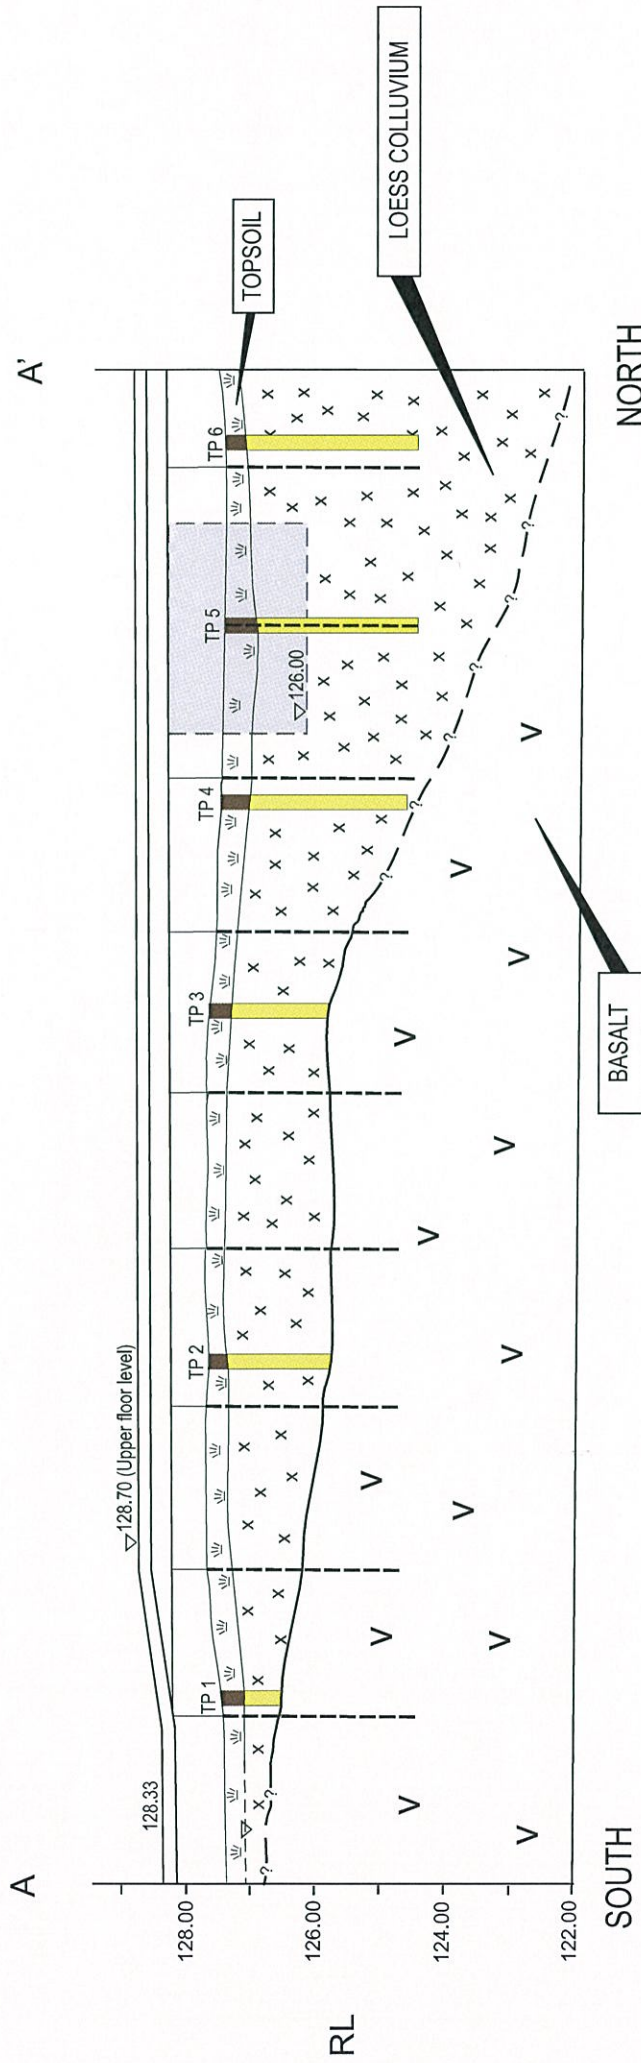 A
A'
128.33
▽128.70 (Upper floor level)
TOPSOIL
LOESS COLLUVIUM
TP 1
TP 2
TP 3
TP 4
TP 5
TP 6
▽126.00
RL
128.00
126.00
124.00
122.00
BASALT
SOUTH
NORTH